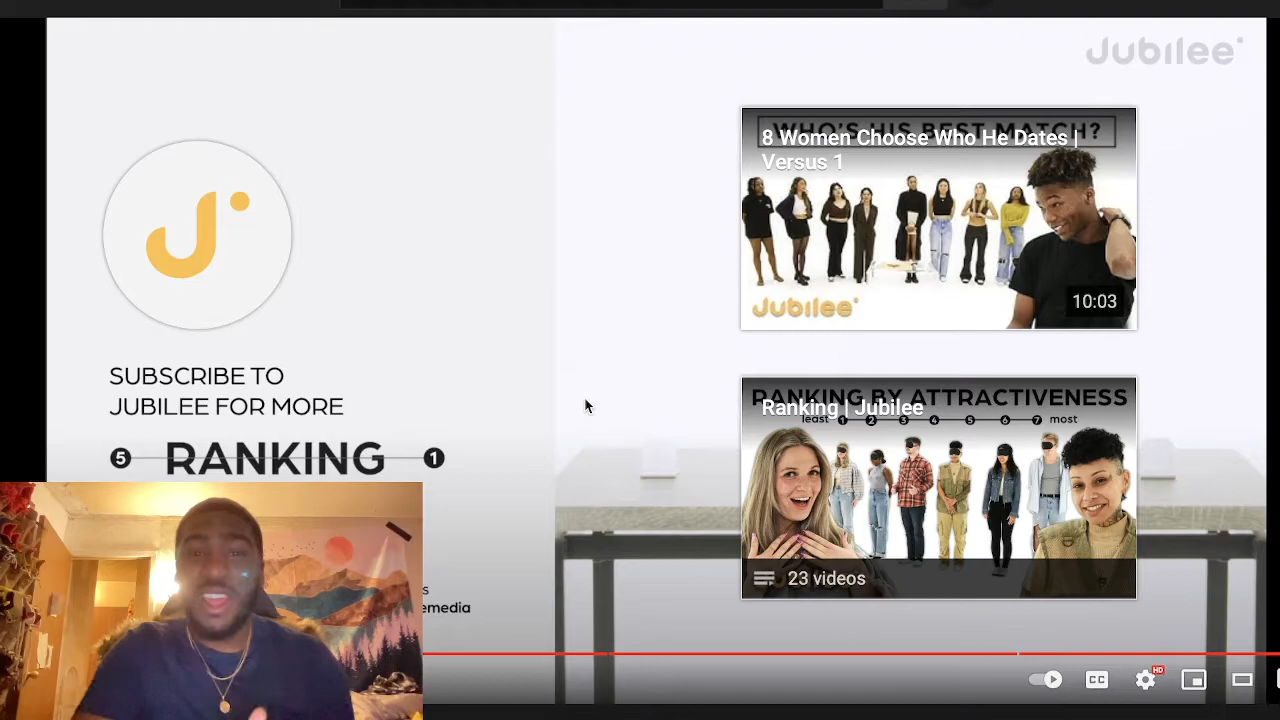 Jubilee
WHO'S HIS BEST MATCH?
8 Women Choose Who He Dates |
Versus 1
Jubilee
10:03
SUBSCRIBE TO
JUBILEE FOR MORE
5 RANKING 1
RANKING BY ATTRACTIVENESS
Ranking | Jubilee
least 1 2 3 4 5 6 7 most
23 videos
s
emedia
CC
HD